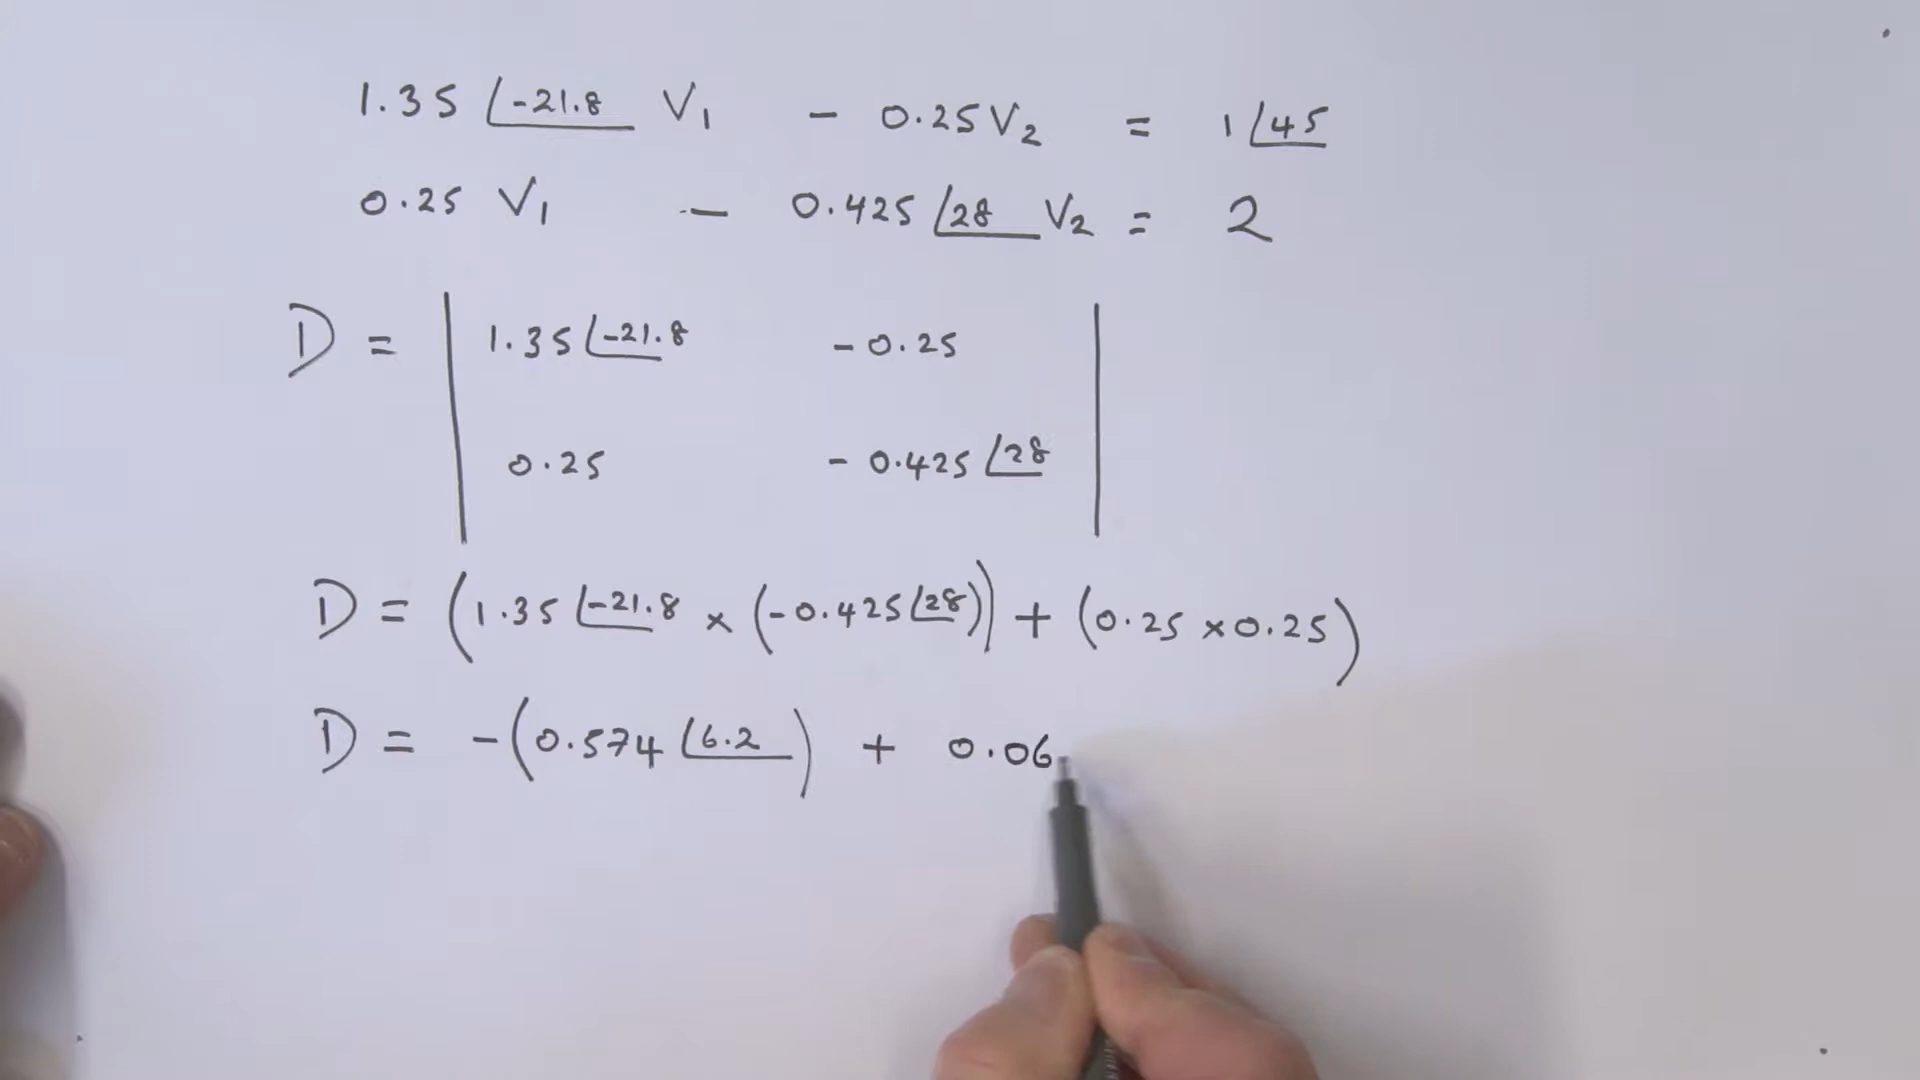 1.35 ∠-21.8 V₁ - 0.25V₂ = 1∠45
0.25 V₁ - 0.425∠28 V₂ = 2
D = | 1.35∠-21.8 -0.25 |
0.25 -0.425∠28
D = (1.35∠-21.8 × (-0.425∠28)) + (0.25 × 0.25)
D = -(0.574∠6.2) + 0.06